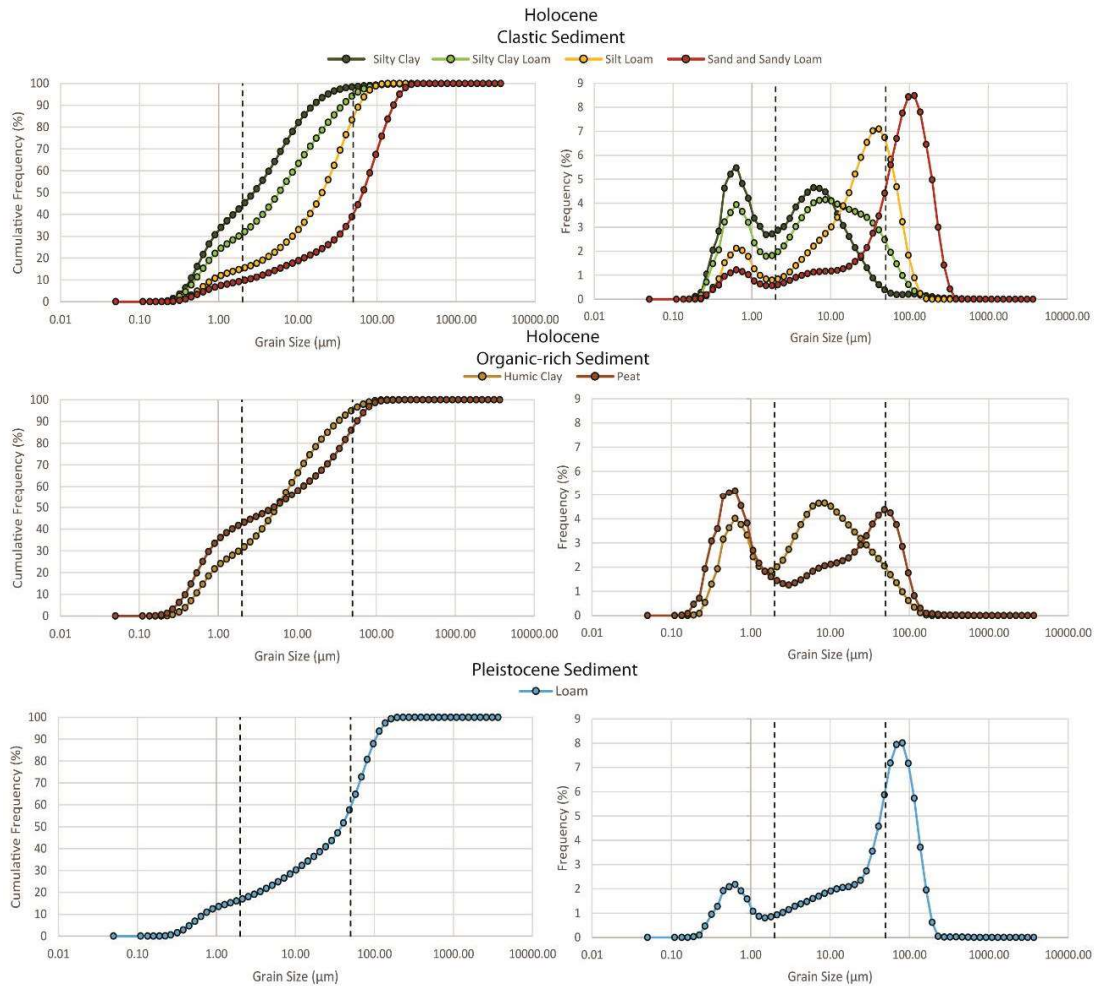 Holocene
Clastic Sediment
Silty Clay Silty Clay Loam Silt Loam Sand and Sandy Loam
Cumulative Frequency (%)
100
90
80
70
60
50
40
30
20
10
0
0.01 0.10 1.00 10.00 100.00 1000.00 10000.00
Grain Size (µm)
Frequency (%)
9
8
7
6
5
4
3
2
1
0
0.01 0.10 1.00 10.00 100.00 1000.00 10000.00
Grain Size (µm)
Holocene
Organic-rich Sediment
Humic Clay Peat
Cumulative Frequency (%)
100
90
80
70
60
50
40
30
20
10
0
0.01 0.10 1.00 10.00 100.00 1000.00 10000.00
Grain Size (µm)
Frequency (%)
9
8
7
6
5
4
3
2
1
0
0.01 0.10 1.00 10.00 100.00 1000.00 10000.00
Grain Size (µm)
Pleistocene Sediment
Loam
Cumulative Frequency (%)
100
90
80
70
60
50
40
30
20
10
0
0.01 0.10 1.00 10.00 100.00 1000.00 10000.00
Grain Size (µm)
Frequency (%)
9
8
7
6
5
4
3
2
1
0
0.01 0.10 1.00 10.00 100.00 1000.00 10000.00
Grain Size (µm)